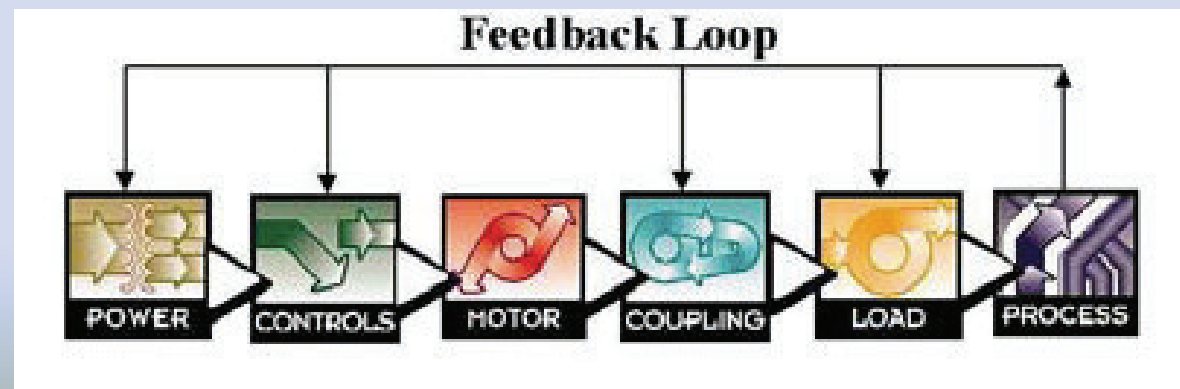 Feedback Loop
POWER
CONTROLS
MOTOR
COUPLING
LOAD
PROCESS